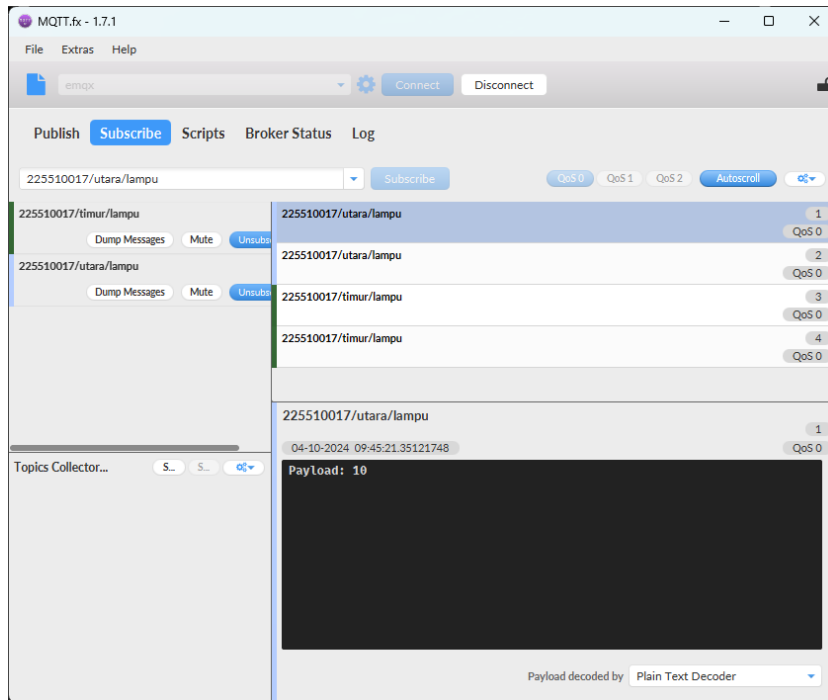 MQTT.fx - 1.7.1
File Extras Help
emqx Connect Disconnect
Publish Subscribe Scripts Broker Status Log
225510017/utara/lampu Subscribe QoS 0 QoS 1 QoS 2 Autoscroll
225510017/timur/lampu
Dump Messages Mute Unsubs
225510017/utara/lampu
Dump Messages Mute Unsubs
225510017/utara/lampu 1
QoS 0
225510017/utara/lampu 2
QoS 0
225510017/timur/lampu 3
QoS 0
225510017/timur/lampu 4
QoS 0
Topics Collector... S... S...
225510017/utara/lampu
1
04-10-2024 09:45:21.35121748 QoS 0
Payload: 10
Payload decoded by Plain Text Decoder